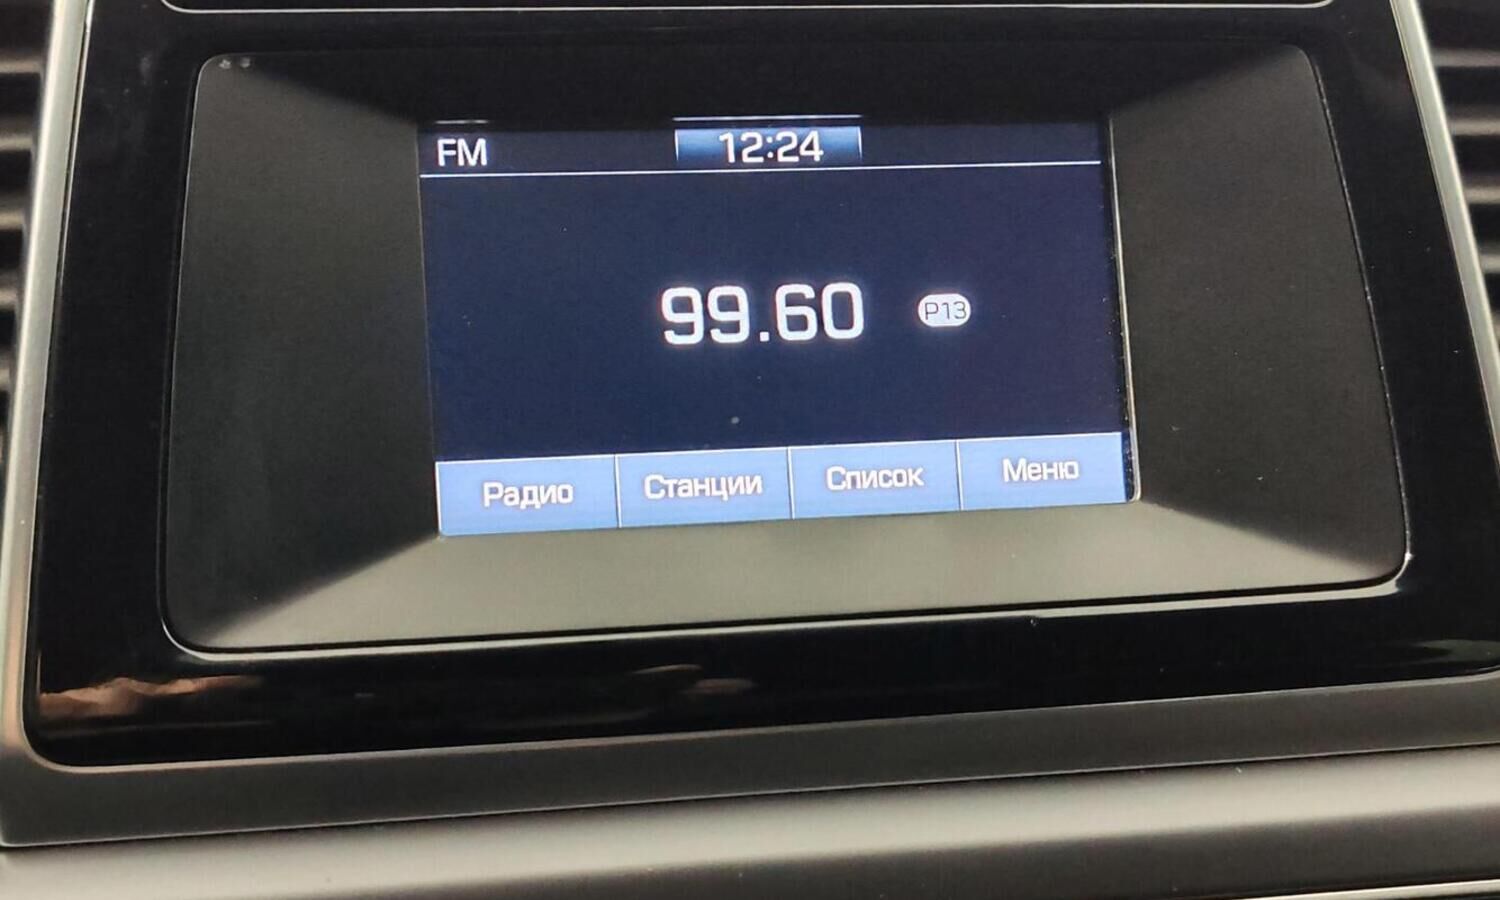 FM 12:24
99.60 P13
Радио Станции Список Меню